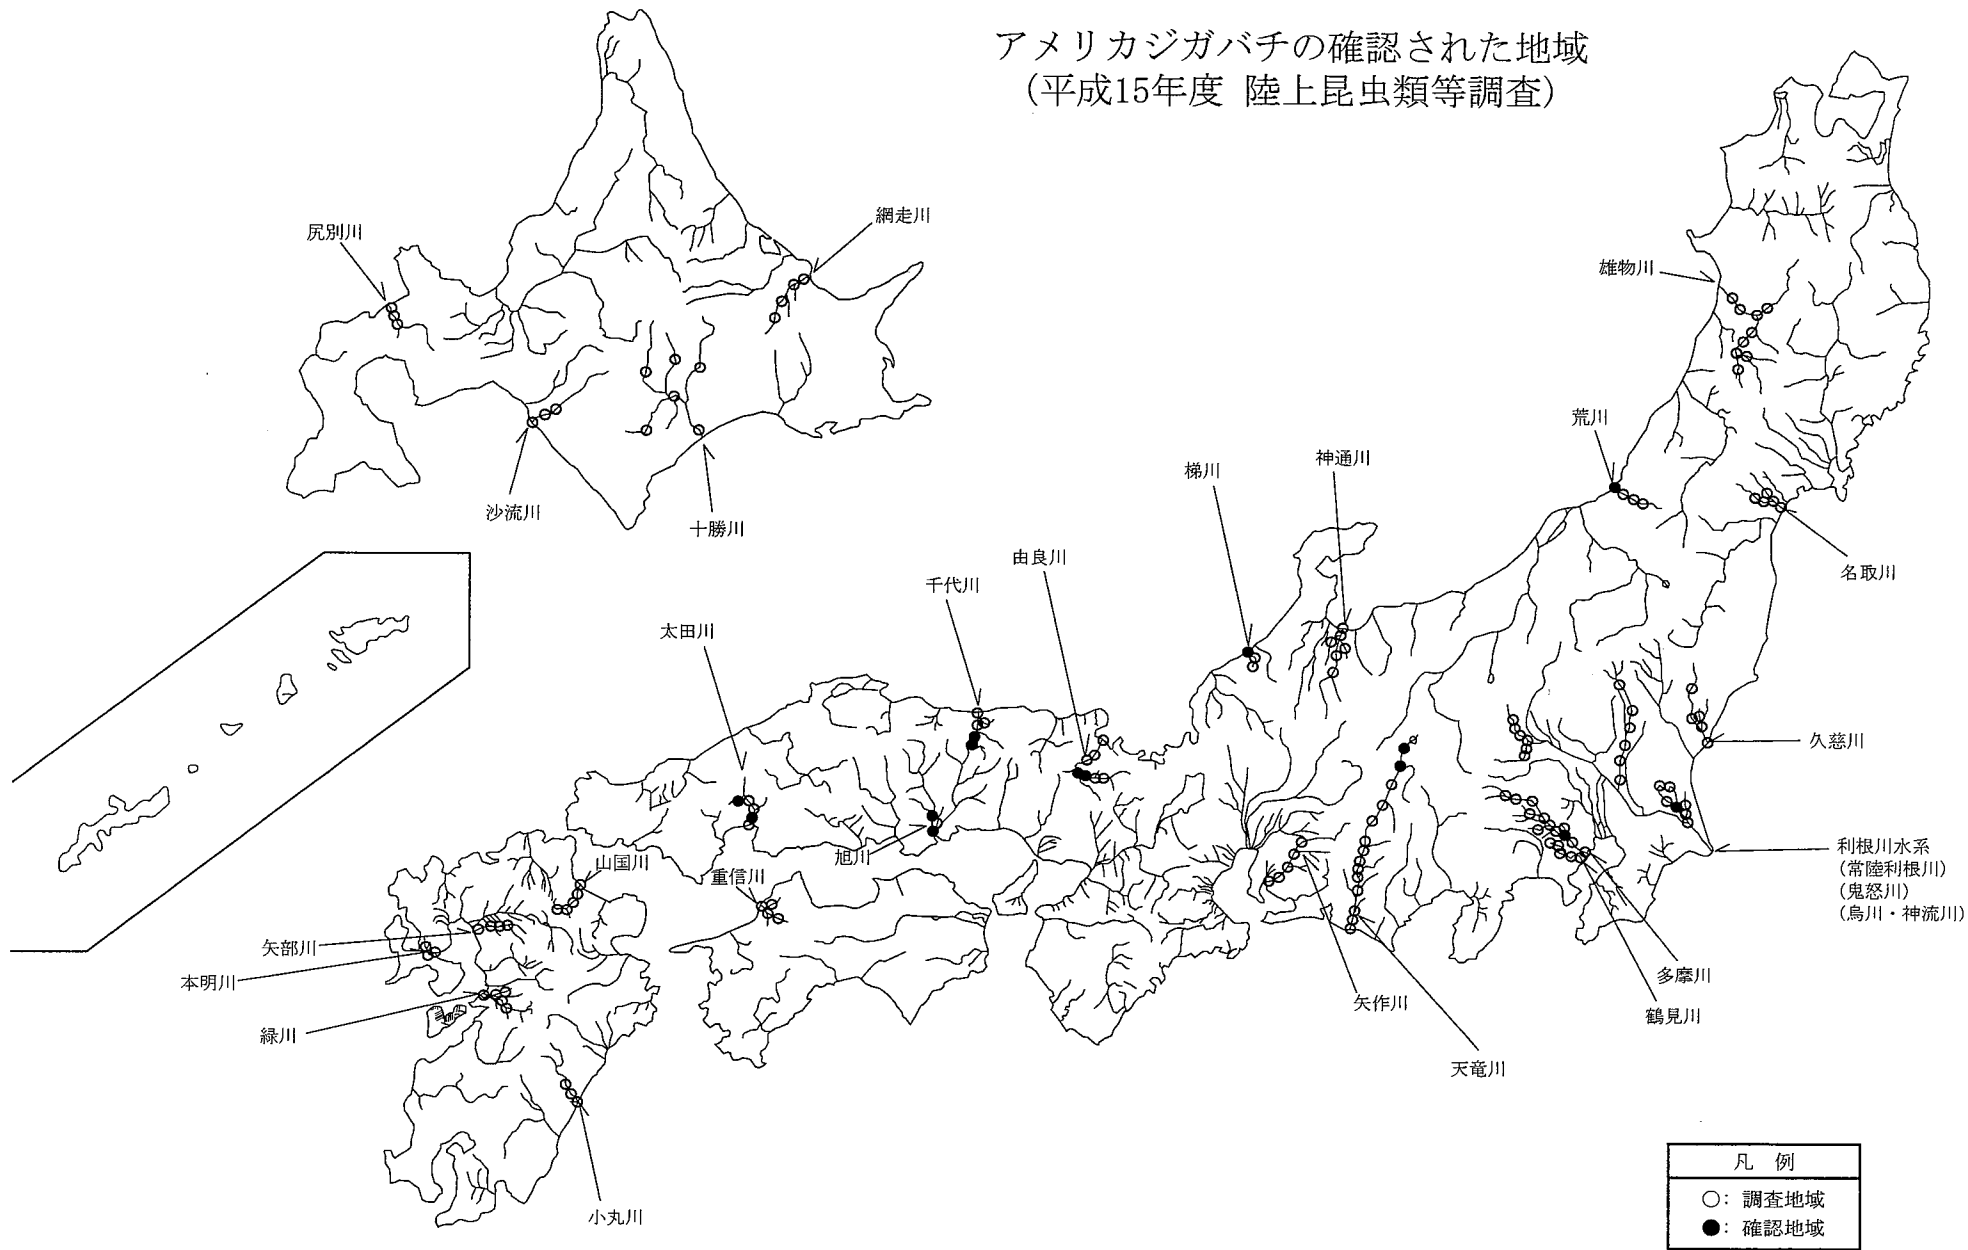 アメリカジガバチの確認された地域
(平成15年度 陸上昆虫類等調査)
尻別川
網走川
沙流川
十勝川
雄物川
荒川
名取川
神通川
梯川
由良川
千代川
太田川
旭川
重信川
山国川
矢部川
本明川
緑川
小丸川
久慈川
利根川水系
(常陸利根川)
(鬼怒川)
(烏川・神流川)
多摩川
鶴見川
矢作川
天竜川
凡 例
○: 調査地域
●: 確認地域